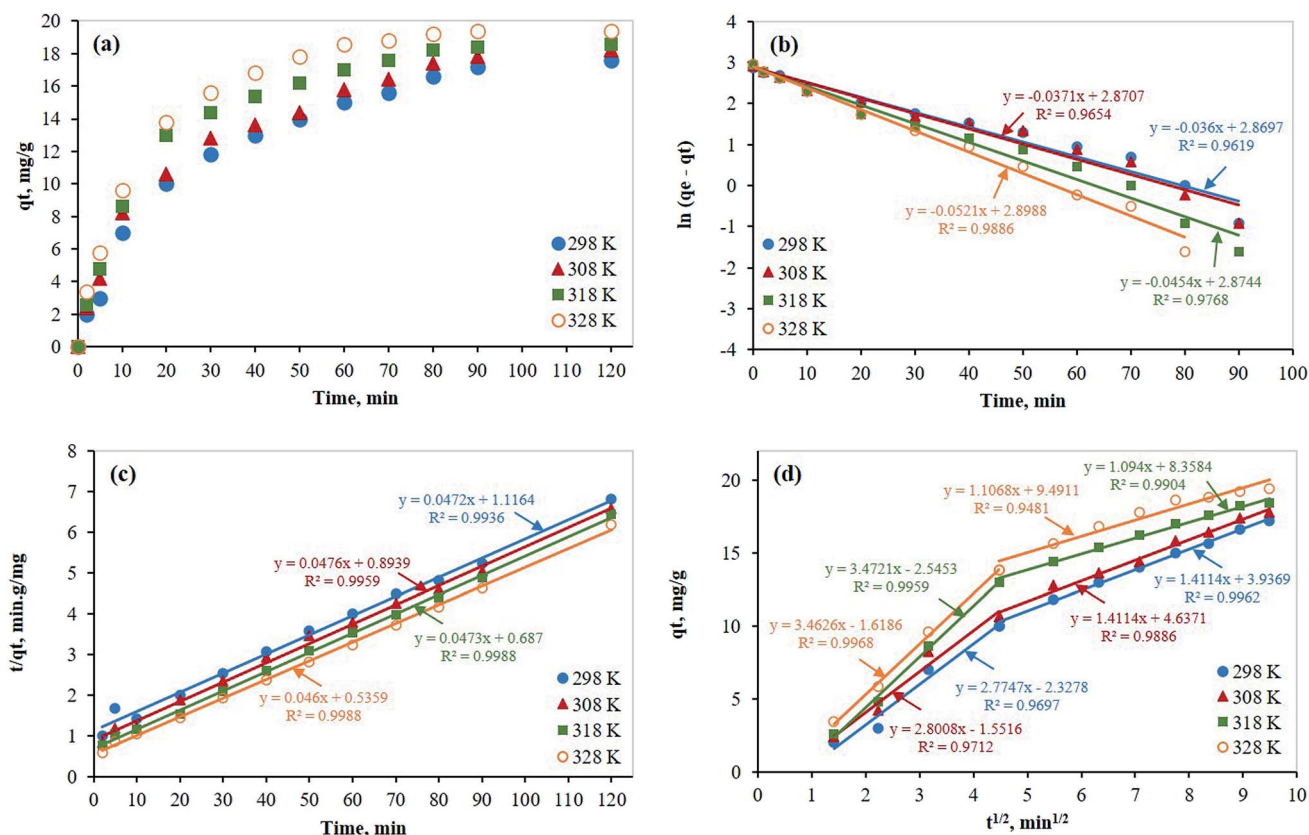 (a)
qt, mg/g
20
18
16
14
12
10
8
6
4
2
0
298 K
308 K
318 K
328 K
0 10 20 30 40 50 60 70 80 90 100 110 120
Time, min
(b)
ln (qe - qt)
4
3
2
1
0
-1
-2
-3
-4
y = -0.0371x + 2.8707
R² = 0.9654
y = -0.036x + 2.8697
R² = 0.9619
y = -0.0521x + 2.8988
R² = 0.9886
y = -0.0454x + 2.8744
R² = 0.9768
298 K
308 K
318 K
328 K
0 10 20 30 40 50 60 70 80 90 100
Time, min
(c)
t/qt, min.g/mg
8
7
6
5
4
3
2
1
0
y = 0.0472x + 1.1164
R² = 0.9936
y = 0.0476x + 0.8939
R² = 0.9959
y = 0.0473x + 0.687
R² = 0.9988
y = 0.046x + 0.5359
R² = 0.9988
298 K
308 K
318 K
328 K
0 10 20 30 40 50 60 70 80 90 100 110 120
Time, min
(d)
qt, mg/g
20
15
10
5
0
y = 1.094x + 8.3584
R² = 0.9904
y = 1.1068x + 9.4911
R² = 0.9481
y = 3.4721x - 2.5453
R² = 0.9959
y = 3.4626x - 1.6186
R² = 0.9968
y = 1.4114x + 3.9369
R² = 0.9962
y = 1.4114x + 4.6371
R² = 0.9886
y = 2.7747x - 2.3278
R² = 0.9697
y = 2.8008x - 1.5516
R² = 0.9712
298 K
308 K
318 K
328 K
0 1 2 3 4 5 6 7 8 9 10
t^1/2, min^1/2